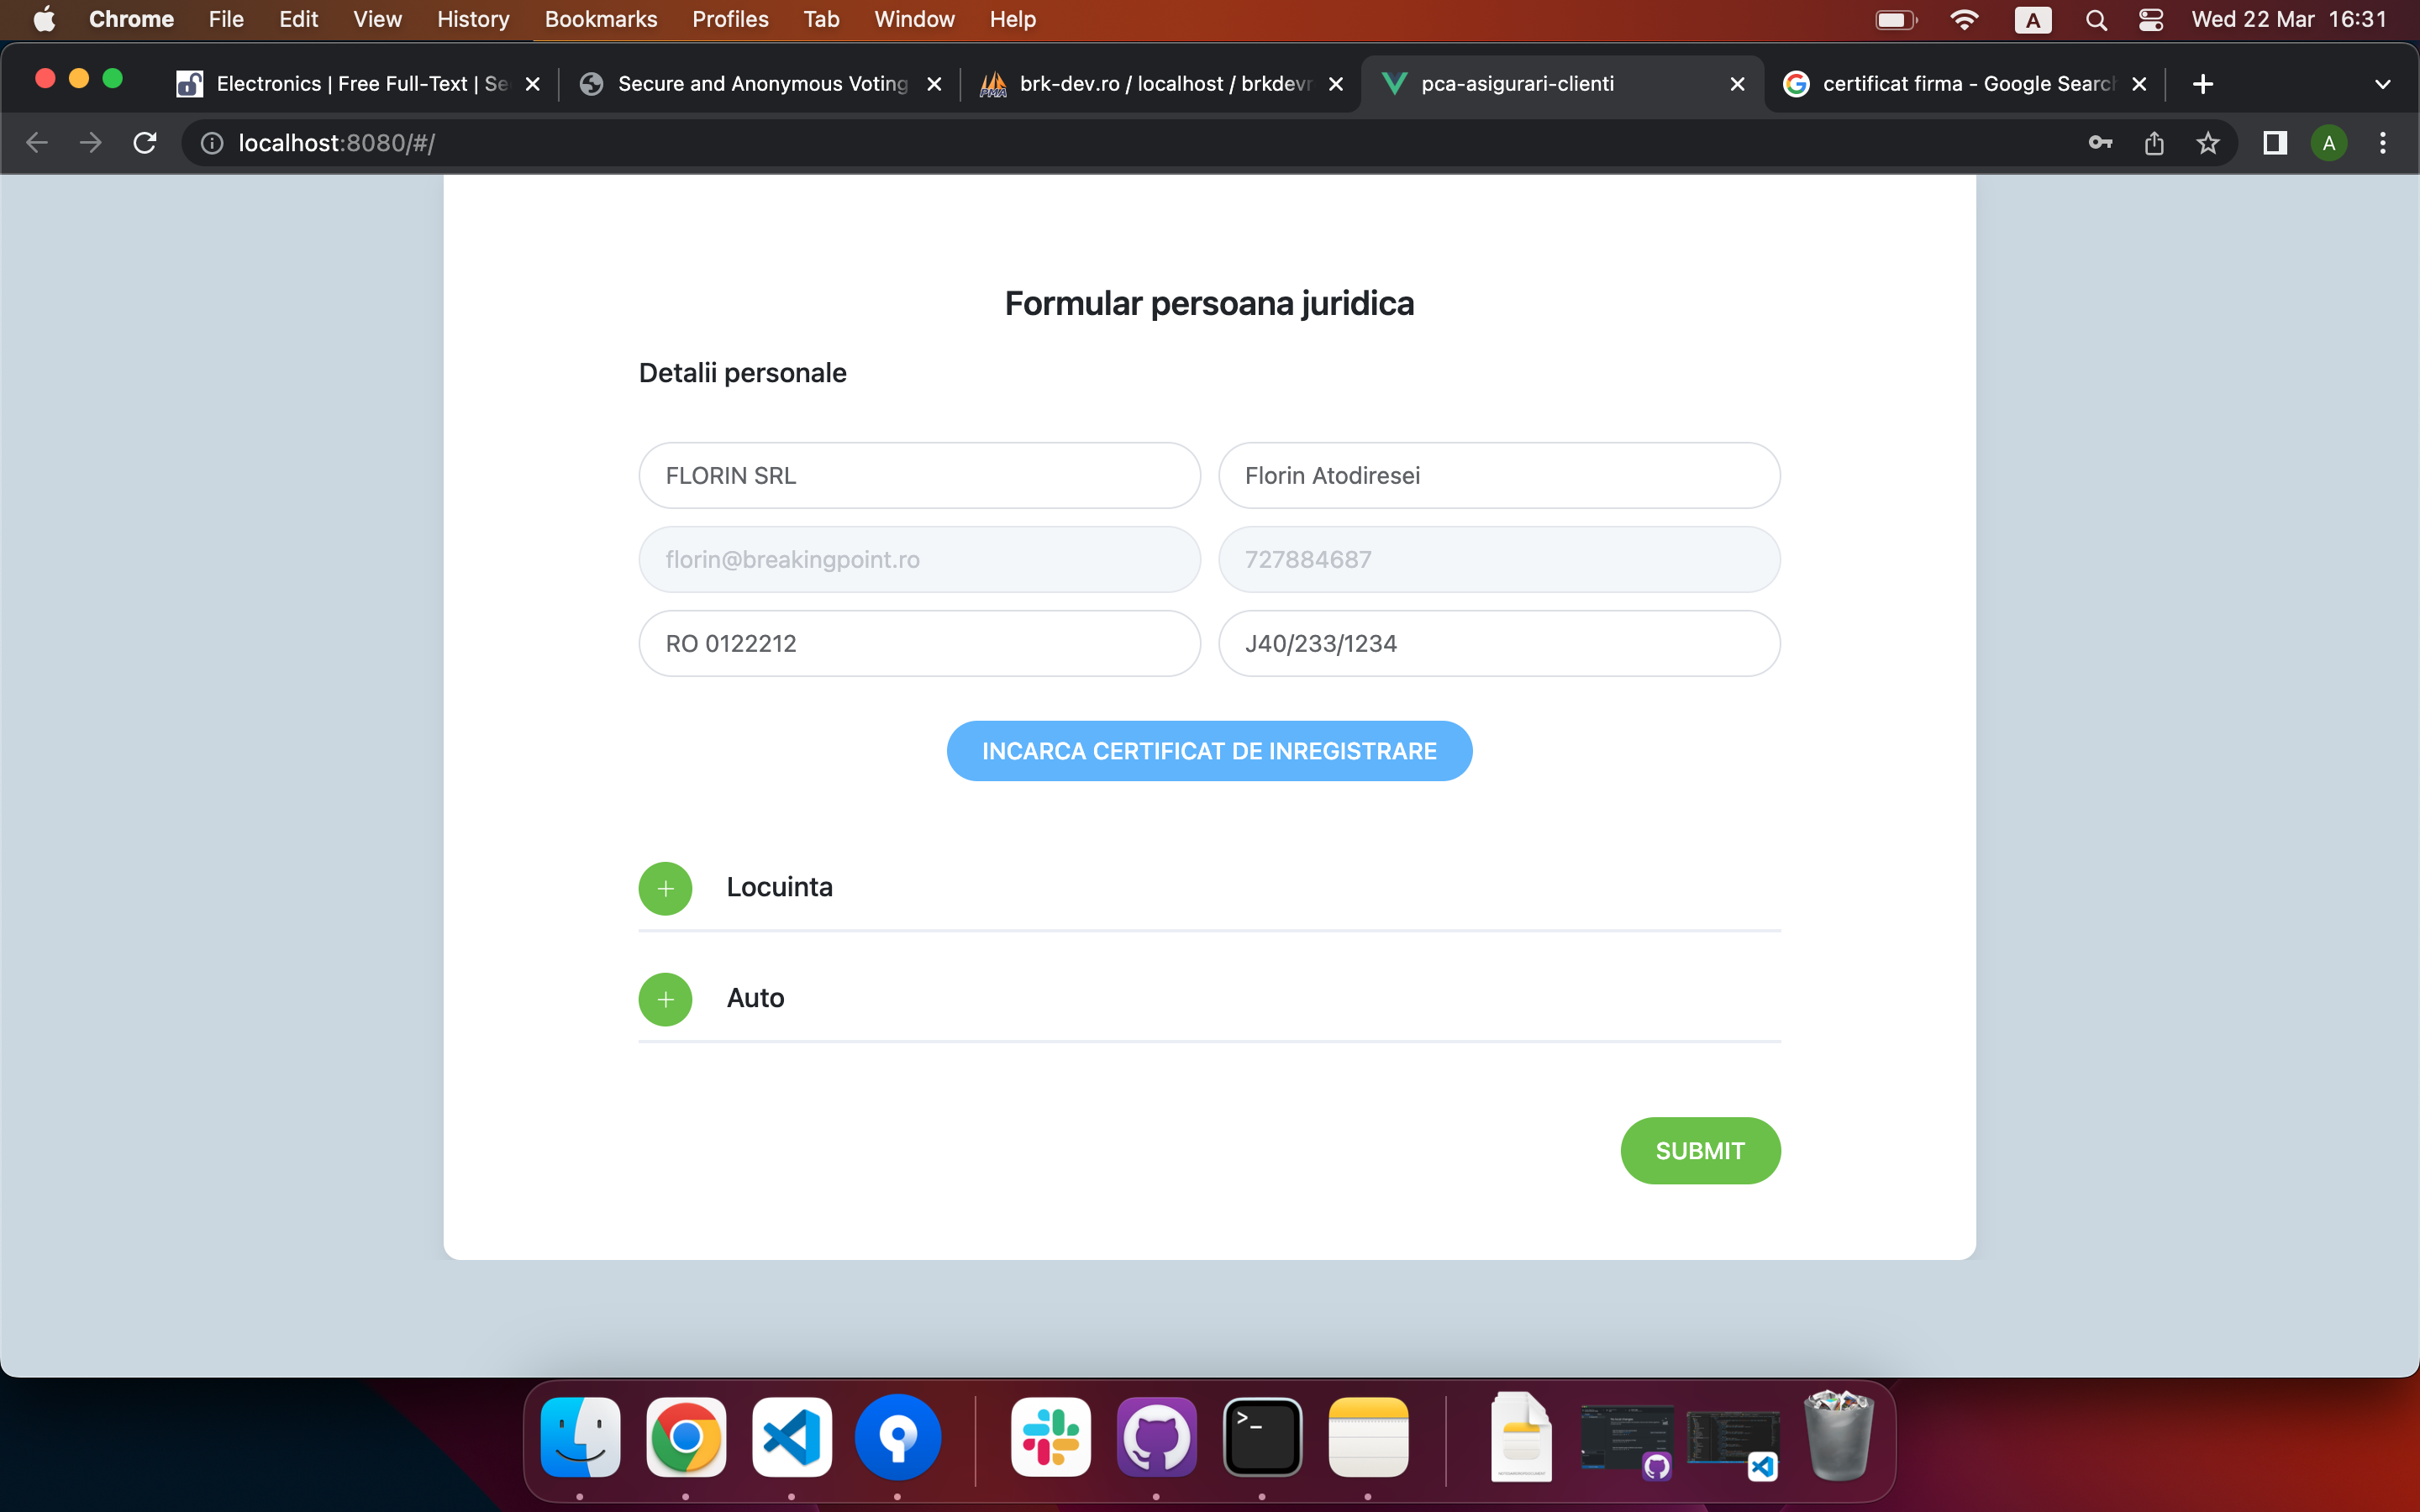 Chrome File Edit View History Bookmarks Profiles Tab Window Help A Wed 22 Mar 16:31
Electronics | Free Full-Text | Se Secure and Anonymous Voting brk-dev.ro / localhost / brkdevr pca-asigurari-clienti certificat firma - Google Search
localhost:8080/#/ A
Formular persoana juridica
Detalii personale
FLORIN SRL Florin Atodiresei
florin@breakingpoint.ro 727884687
RO 0122212 J40/233/1234
INCARCA CERTIFICAT DE INREGISTRARE
+ Locuinta
+ Auto
SUBMIT